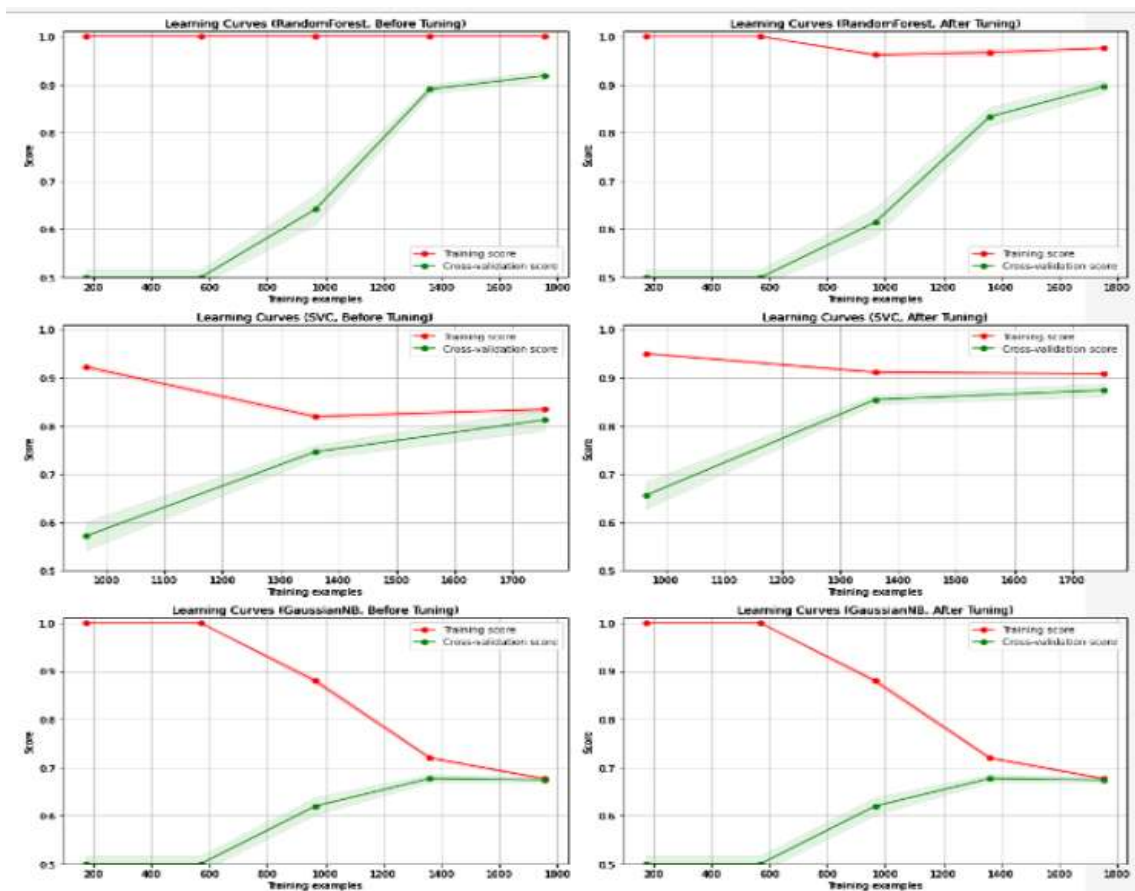 Learning Curves (RandomForest, Before Tuning)
1.0
0.9
0.8
0.7
0.6
0.5
Score
Training score
Cross-validation score
200 400 600 800 1000 1200 1400 1600 1800
Training examples
Learning Curves (RandomForest, After Tuning)
1.0
0.9
0.8
0.7
0.6
0.5
Score
Training score
Cross-validation score
200 400 600 800 1000 1200 1400 1600 1800
Training examples
Learning Curves (SVC, Before Tuning)
1.0
0.9
0.8
0.7
0.6
0.5
Score
Training score
Cross-validation score
1000 1100 1200 1300 1400 1500 1600 1700
Training examples
Learning Curves (SVC, After Tuning)
1.0
0.9
0.8
0.7
0.6
0.5
Score
Training score
Cross-validation score
1000 1100 1200 1300 1400 1500 1600 1700
Training examples
Learning Curves (GaussianNB, Before Tuning)
1.0
0.9
0.8
0.7
0.6
0.5
Score
Training score
Cross-validation score
200 400 600 800 1000 1200 1400 1600 1800
Training examples
Learning Curves (GaussianNB, After Tuning)
1.0
0.9
0.8
0.7
0.6
0.5
Score
Training score
Cross-validation score
200 400 600 800 1000 1200 1400 1600 1800
Training examples